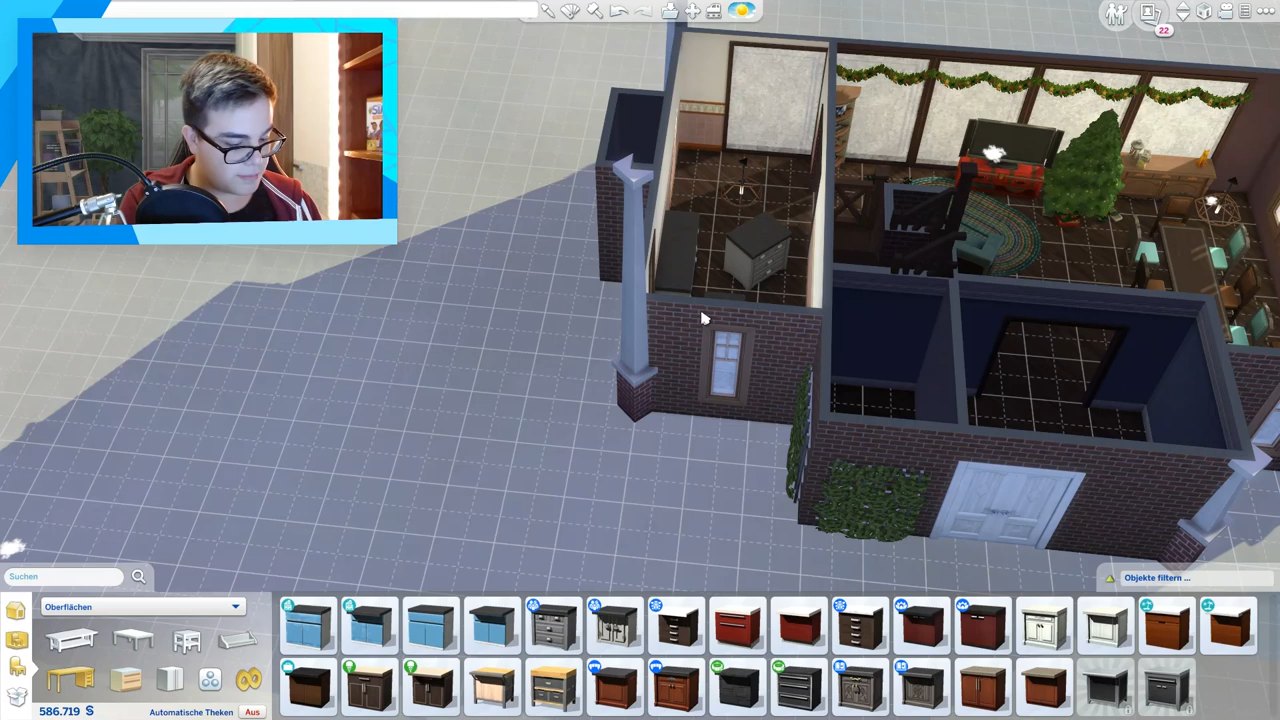 22
Suchen
Objekte filtern ...
Oberflächen
586.719 S
Automatische Theken
Aus